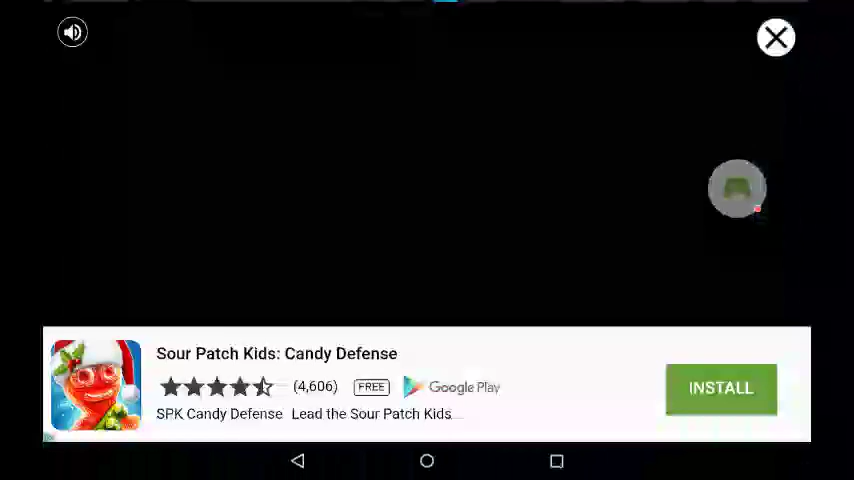 Sour Patch Kids: Candy Defense
(4,606) FREE Google Play
SPK Candy Defense Lead the Sour Patch Kids...
INSTALL